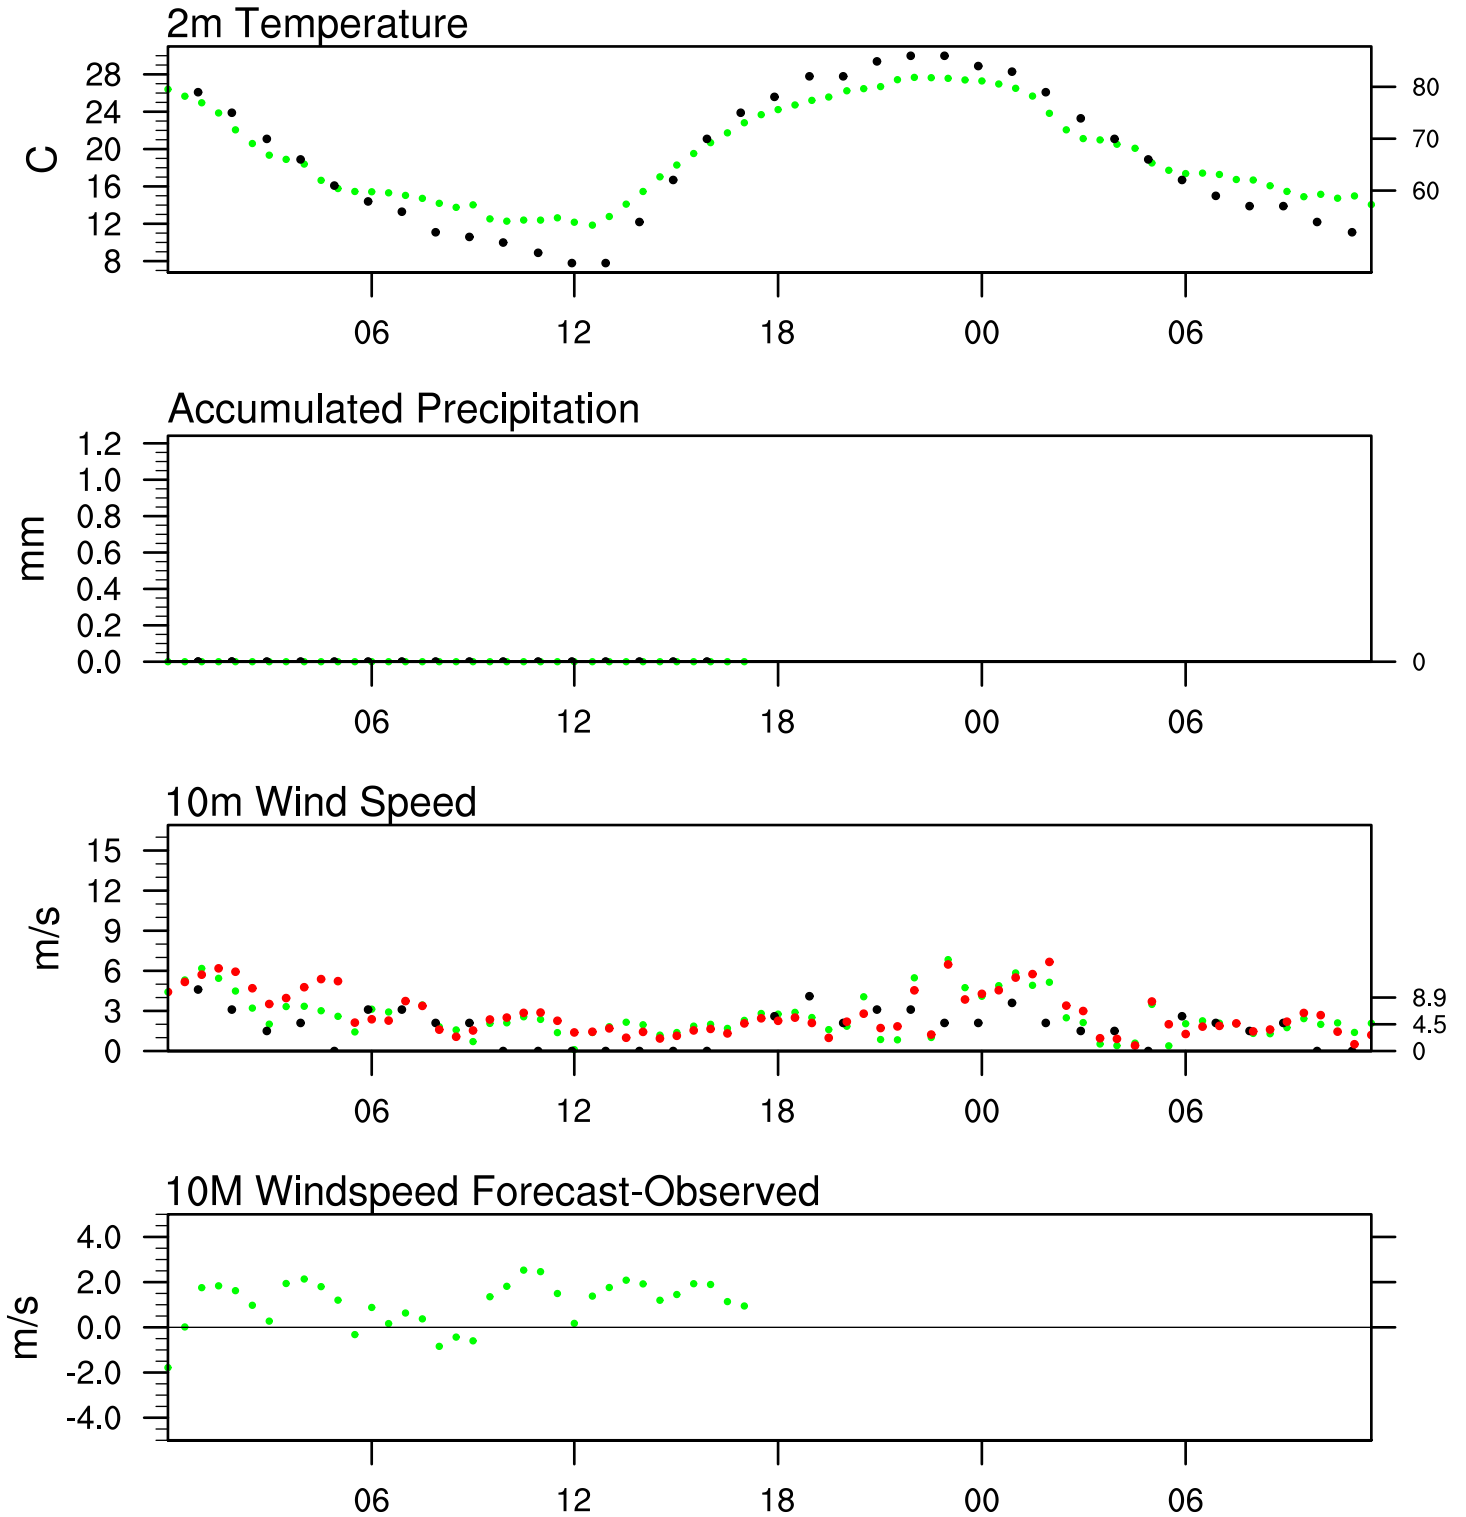 2m Temperature
28
24
20
16
12
8
C
80
70
60
06 12 18 00 06
Accumulated Precipitation
1.2
1.0
0.8
0.6
0.4
0.2
0.0
mm
0
06 12 18 00 06
10m Wind Speed
15
12
9
6
3
0
m/s
8.9
4.5
0
06 12 18 00 06
10M Windspeed Forecast-Observed
4.0
2.0
0.0
-2.0
-4.0
m/s
06 12 18 00 06